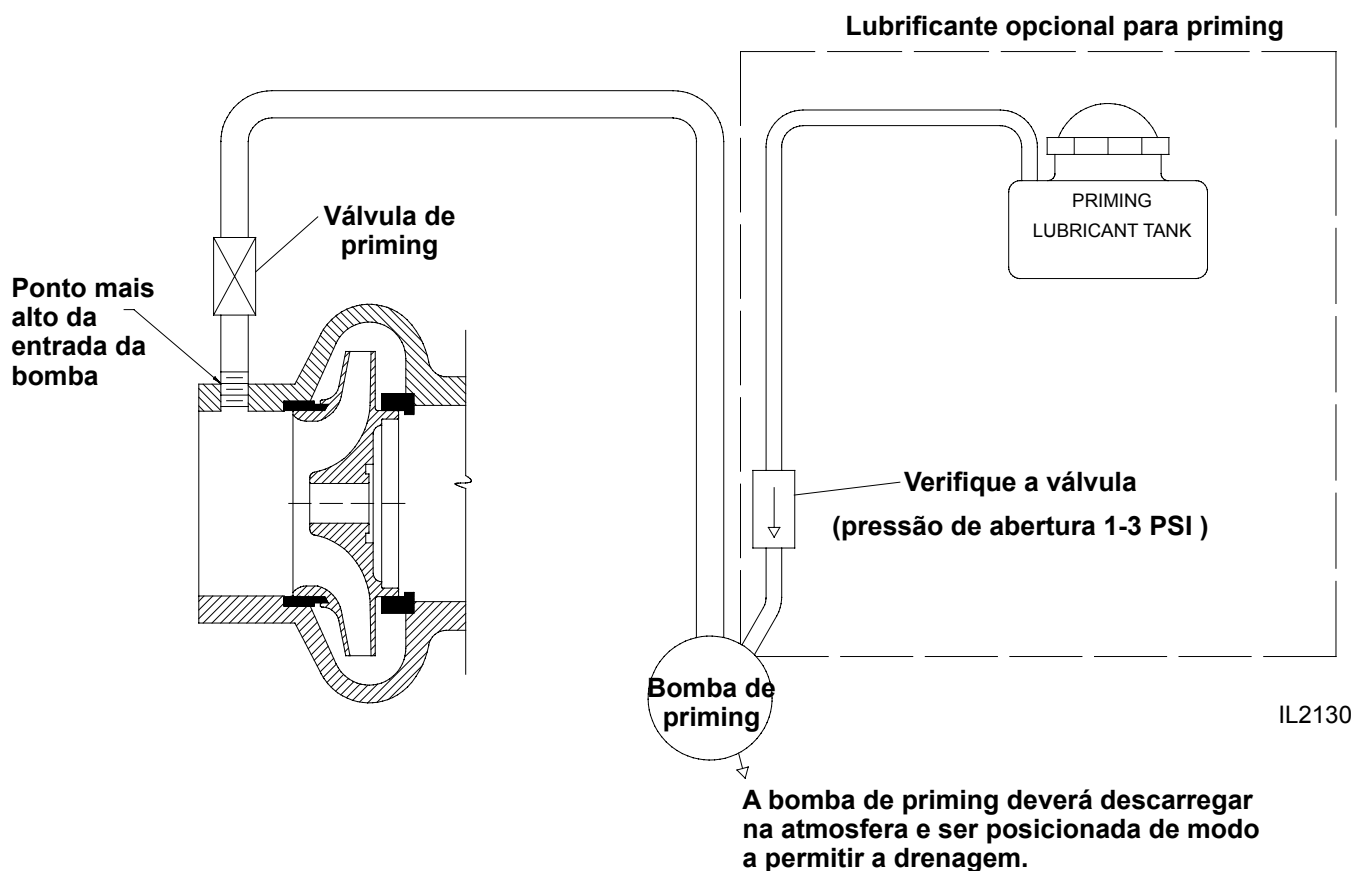 Lubrificante opcional para priming
PRIMING
LUBRICANT TANK
Válvula de
priming
Ponto mais
alto da
entrada da
bomba
Verifique a válvula
(pressão de abertura 1-3 PSI )
Bomba de
priming
IL2130
A bomba de priming deverá descarregar
na atmosfera e ser posicionada de modo
a permitir a drenagem.